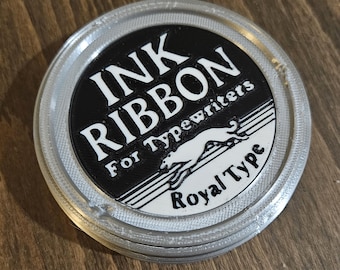 INK
RIBBON
For Typewriters
Royal Type